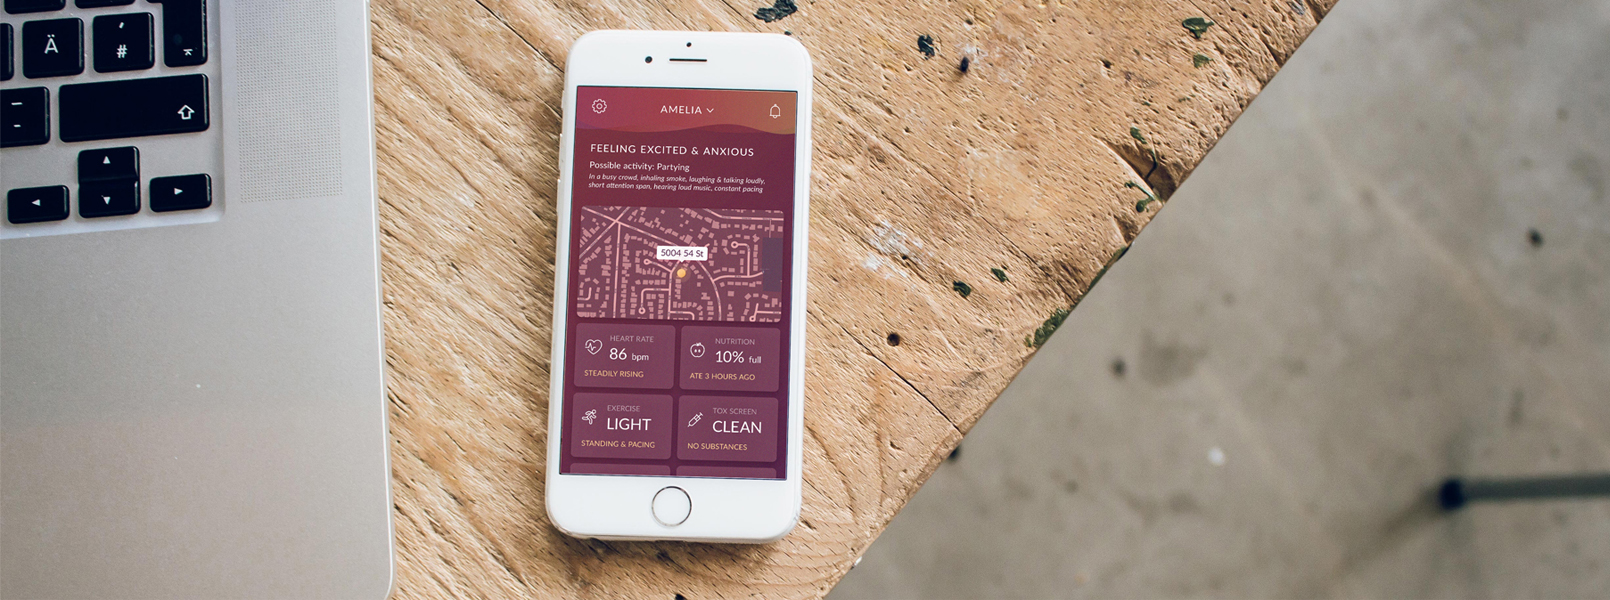 Ä
#
-
AMELIA
FEELING EXCITED & ANXIOUS
Possible activity: Partying
In a busy crowd, inhaling smoke, laughing & talking loudly,
short attention span, hearing loud music, constant pacing
5004 54 St
HEART RATE
86 bpm
STEADILY RISING
NUTRITION
10% full
ATE 3 HOURS AGO
EXERCISE
LIGHT
STANDING & PACING
TOX SCREEN
CLEAN
NO SUBSTANCES